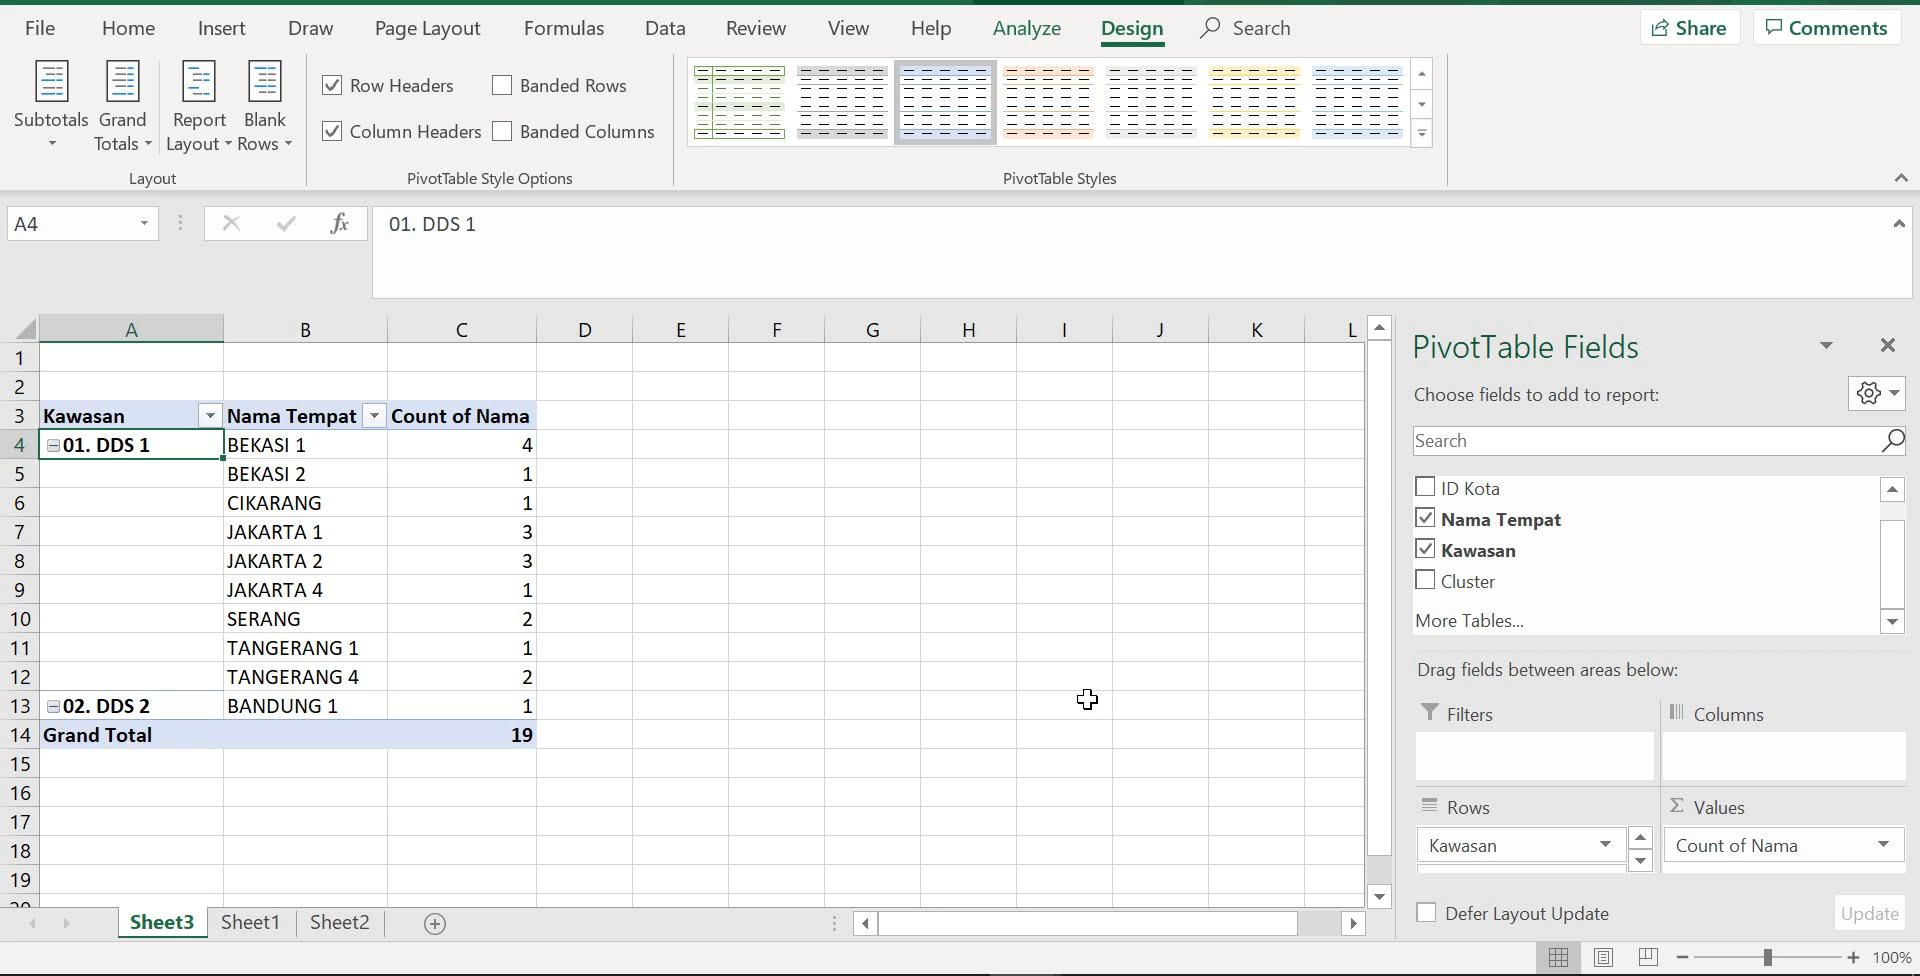 File Home Insert Draw Page Layout Formulas Data Review View Help Analyze Design Search Share Comments
Subtotals Grand Totals Report Layout Blank Rows
Row Headers Banded Rows
Column Headers Banded Columns
Layout PivotTable Style Options PivotTable Styles
A4 fx 01. DDS 1
A B C D E F G H I J K L
1
2
3 Kawasan Nama Tempat Count of Nama
4 01. DDS 1 BEKASI 1 4
5 BEKASI 2 1
6 CIKARANG 1
7 JAKARTA 1 3
8 JAKARTA 2 3
9 JAKARTA 4 1
10 SERANG 2
11 TANGERANG 1 1
12 TANGERANG 4 2
13 02. DDS 2 BANDUNG 1 1
14 Grand Total 19
15
16
17
18
19
20
Sheet3 Sheet1 Sheet2
PivotTable Fields
Choose fields to add to report:
Search
ID Kota
Nama Tempat
Kawasan
Cluster
More Tables...
Drag fields between areas below:
Filters Columns
Rows Σ Values
Kawasan Count of Nama
Defer Layout Update Update
100%